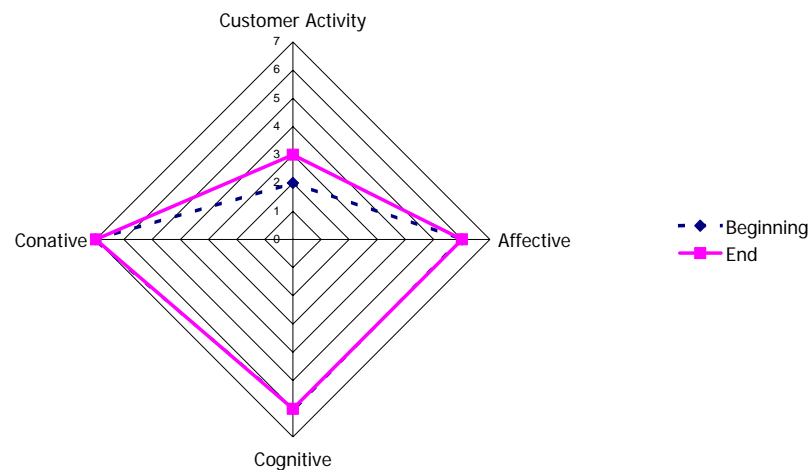 Customer Activity
7
6
5
4
3
2
1
0
Conative
Affective
Cognitive
Beginning
End